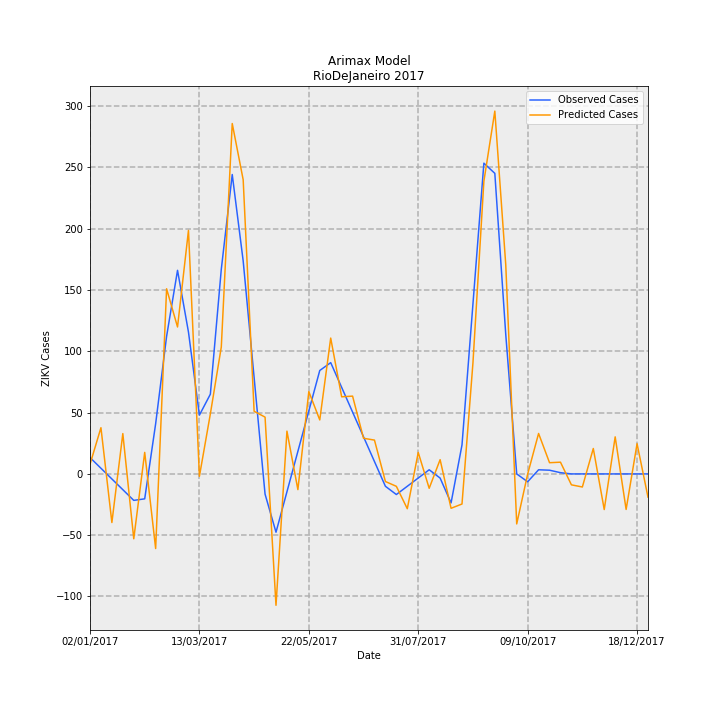 Arimax Model
RioDeJaneiro 2017
Observed Cases
Predicted Cases
300
250
200
150
100
50
0
−50
−100
ZIKV Cases
02/01/2017 13/03/2017 22/05/2017 31/07/2017 09/10/2017 18/12/2017
Date